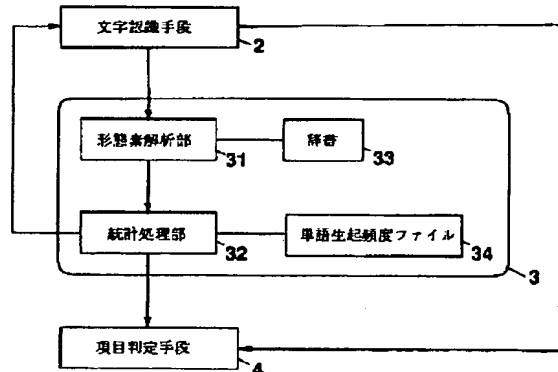 文字認識手段
2
形態素解析部
31
辞書
33
統計処理部
32
単語生起頻度ファイル
34
3
項目判定手段
4